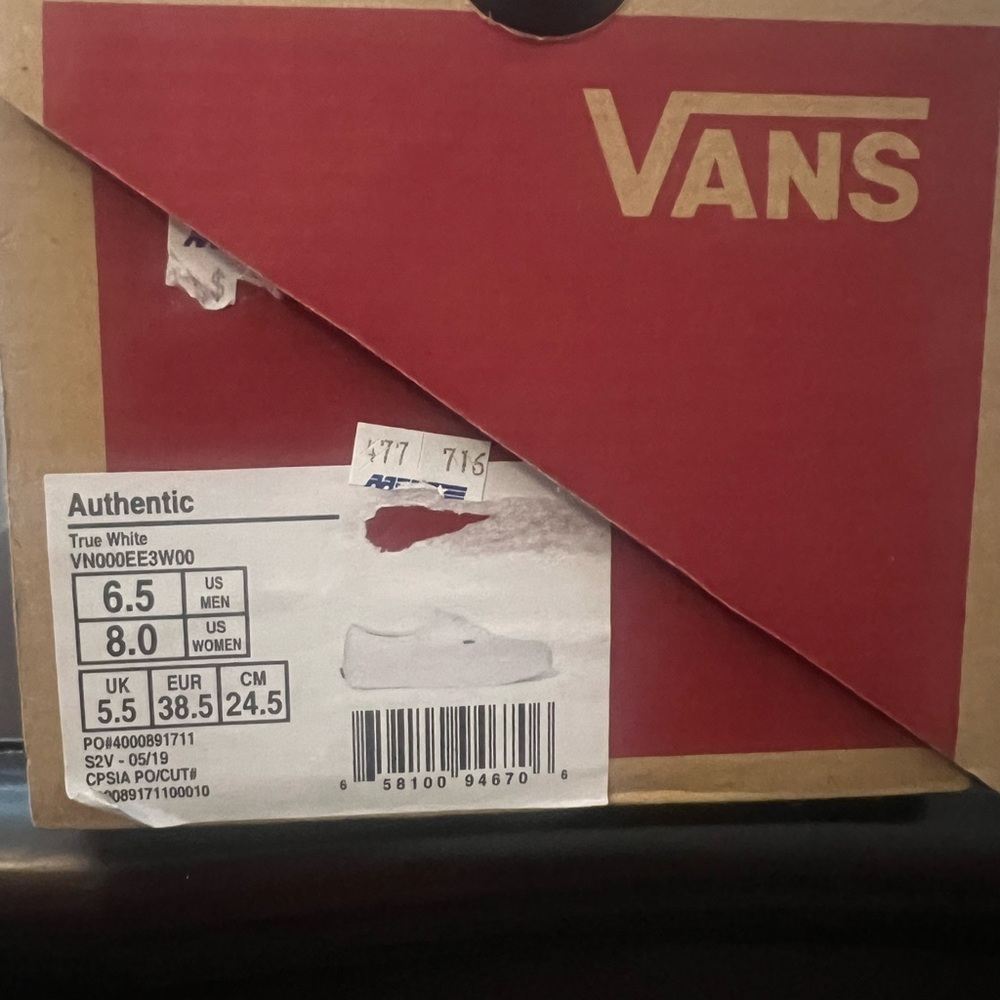 VANS
$
477 716
Authentic
True White
VN000EE3W00
6.5 US MEN
8.0 US WOMEN
UK EUR CM
5.5 38.5 24.5
PO#4000891711
S2V - 05/19
CPSIA PO/CUT#
0089171100010
6 58100 94670 6